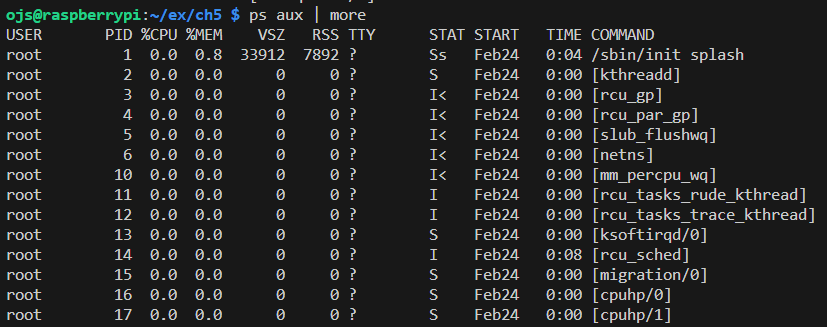 ojs@raspberrypi:~/ex/ch5 $ ps aux | more
USER PID %CPU %MEM VSZ RSS TTY STAT START TIME COMMAND
root 1 0.0 0.8 33912 7892 ? Ss Feb24 0:04 /sbin/init splash
root 2 0.0 0.0 0 0 ? S Feb24 0:00 [kthreadd]
root 3 0.0 0.0 0 0 ? I< Feb24 0:00 [rcu_gp]
root 4 0.0 0.0 0 0 ? I< Feb24 0:00 [rcu_par_gp]
root 5 0.0 0.0 0 0 ? I< Feb24 0:00 [slub_flushwq]
root 6 0.0 0.0 0 0 ? I< Feb24 0:00 [netns]
root 10 0.0 0.0 0 0 ? I< Feb24 0:00 [mm_percpu_wq]
root 11 0.0 0.0 0 0 ? I Feb24 0:00 [rcu_tasks_rude_kthread]
root 12 0.0 0.0 0 0 ? I Feb24 0:00 [rcu_tasks_trace_kthread]
root 13 0.0 0.0 0 0 ? S Feb24 0:00 [ksoftirqd/0]
root 14 0.0 0.0 0 0 ? I Feb24 0:08 [rcu_sched]
root 15 0.0 0.0 0 0 ? S Feb24 0:00 [migration/0]
root 16 0.0 0.0 0 0 ? S Feb24 0:00 [cpuhp/0]
root 17 0.0 0.0 0 0 ? S Feb24 0:00 [cpuhp/1]